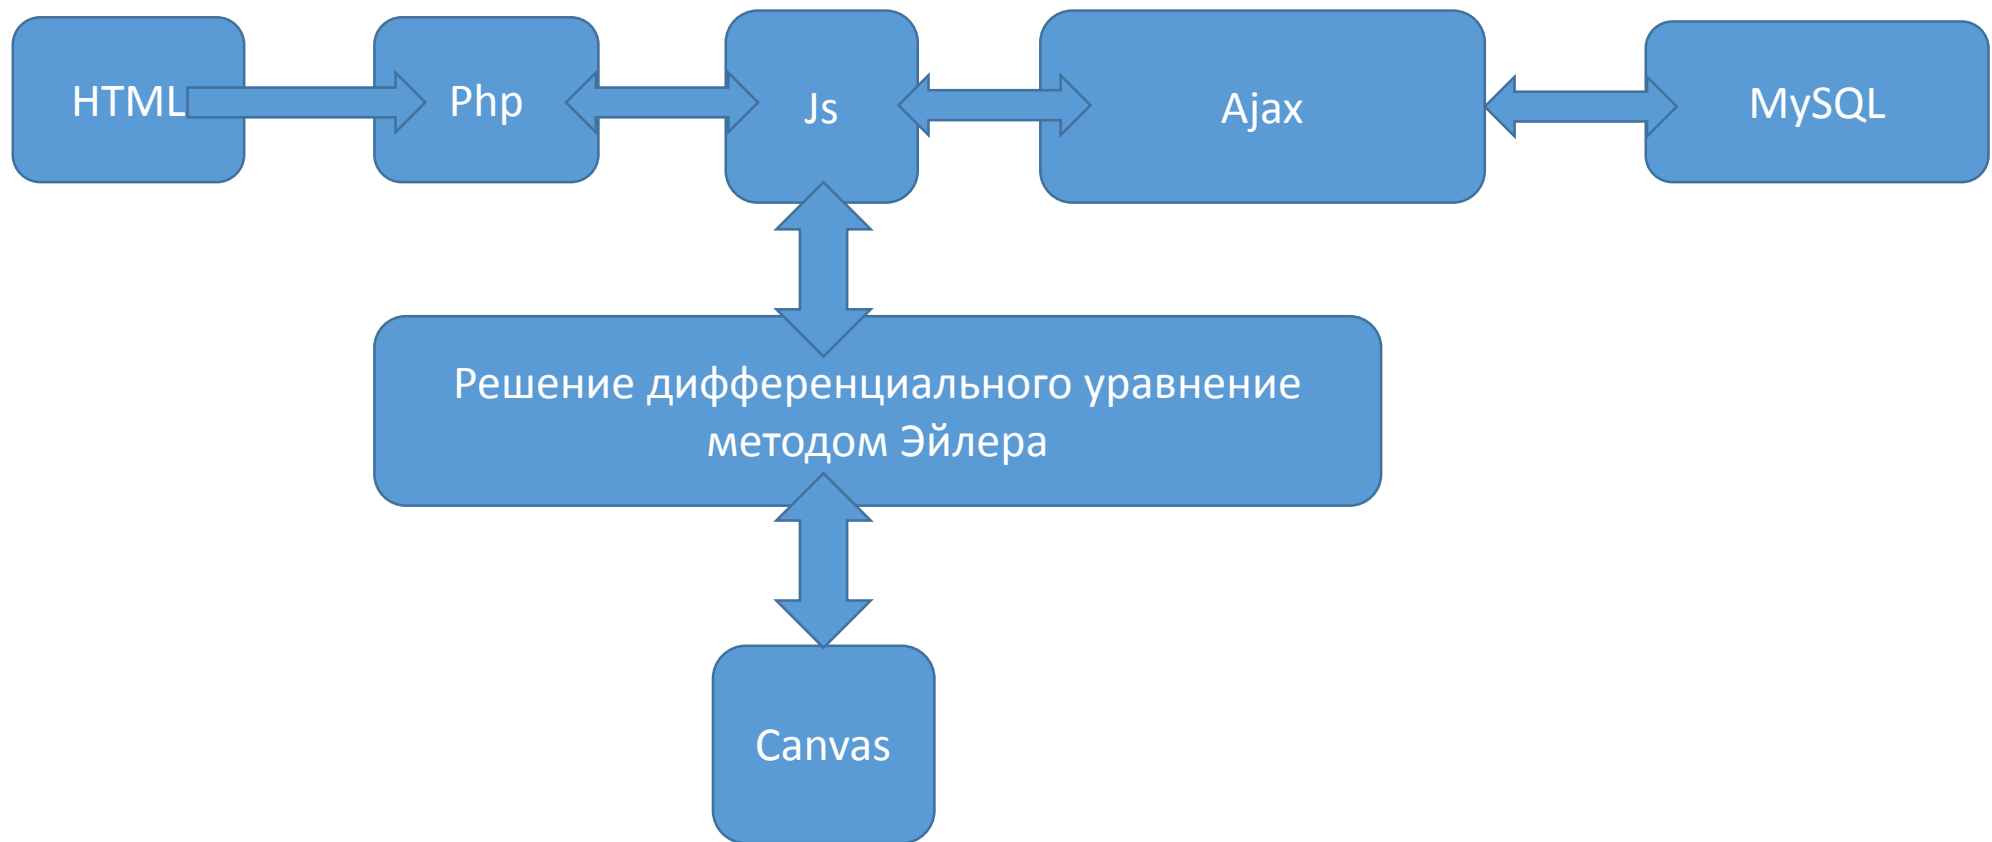 HTML
Php
Js
Ajax
MySQL
Решение дифференциального уравнение
методом Эйлера
Canvas